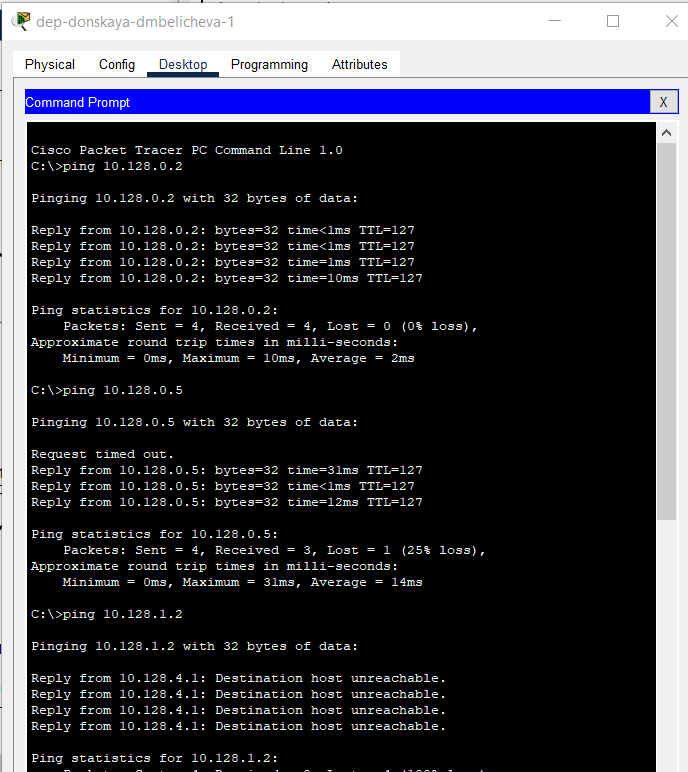 dep-donskaya-dmbelicheva-1
Physical Config Desktop Programming Attributes
Command Prompt X
Cisco Packet Tracer PC Command Line 1.0
C:\>ping 10.128.0.2
Pinging 10.128.0.2 with 32 bytes of data:
Reply from 10.128.0.2: bytes=32 time<1ms TTL=127
Reply from 10.128.0.2: bytes=32 time<1ms TTL=127
Reply from 10.128.0.2: bytes=32 time=1ms TTL=127
Reply from 10.128.0.2: bytes=32 time=10ms TTL=127
Ping statistics for 10.128.0.2:
Packets: Sent = 4, Received = 4, Lost = 0 (0% loss),
Approximate round trip times in milli-seconds:
Minimum = 0ms, Maximum = 10ms, Average = 2ms
C:\>ping 10.128.0.5
Pinging 10.128.0.5 with 32 bytes of data:
Request timed out.
Reply from 10.128.0.5: bytes=32 time=31ms TTL=127
Reply from 10.128.0.5: bytes=32 time<1ms TTL=127
Reply from 10.128.0.5: bytes=32 time=12ms TTL=127
Ping statistics for 10.128.0.5:
Packets: Sent = 4, Received = 3, Lost = 1 (25% loss),
Approximate round trip times in milli-seconds:
Minimum = 0ms, Maximum = 31ms, Average = 14ms
C:\>ping 10.128.1.2
Pinging 10.128.1.2 with 32 bytes of data:
Reply from 10.128.4.1: Destination host unreachable.
Reply from 10.128.4.1: Destination host unreachable.
Reply from 10.128.4.1: Destination host unreachable.
Reply from 10.128.4.1: Destination host unreachable.
Ping statistics for 10.128.1.2: